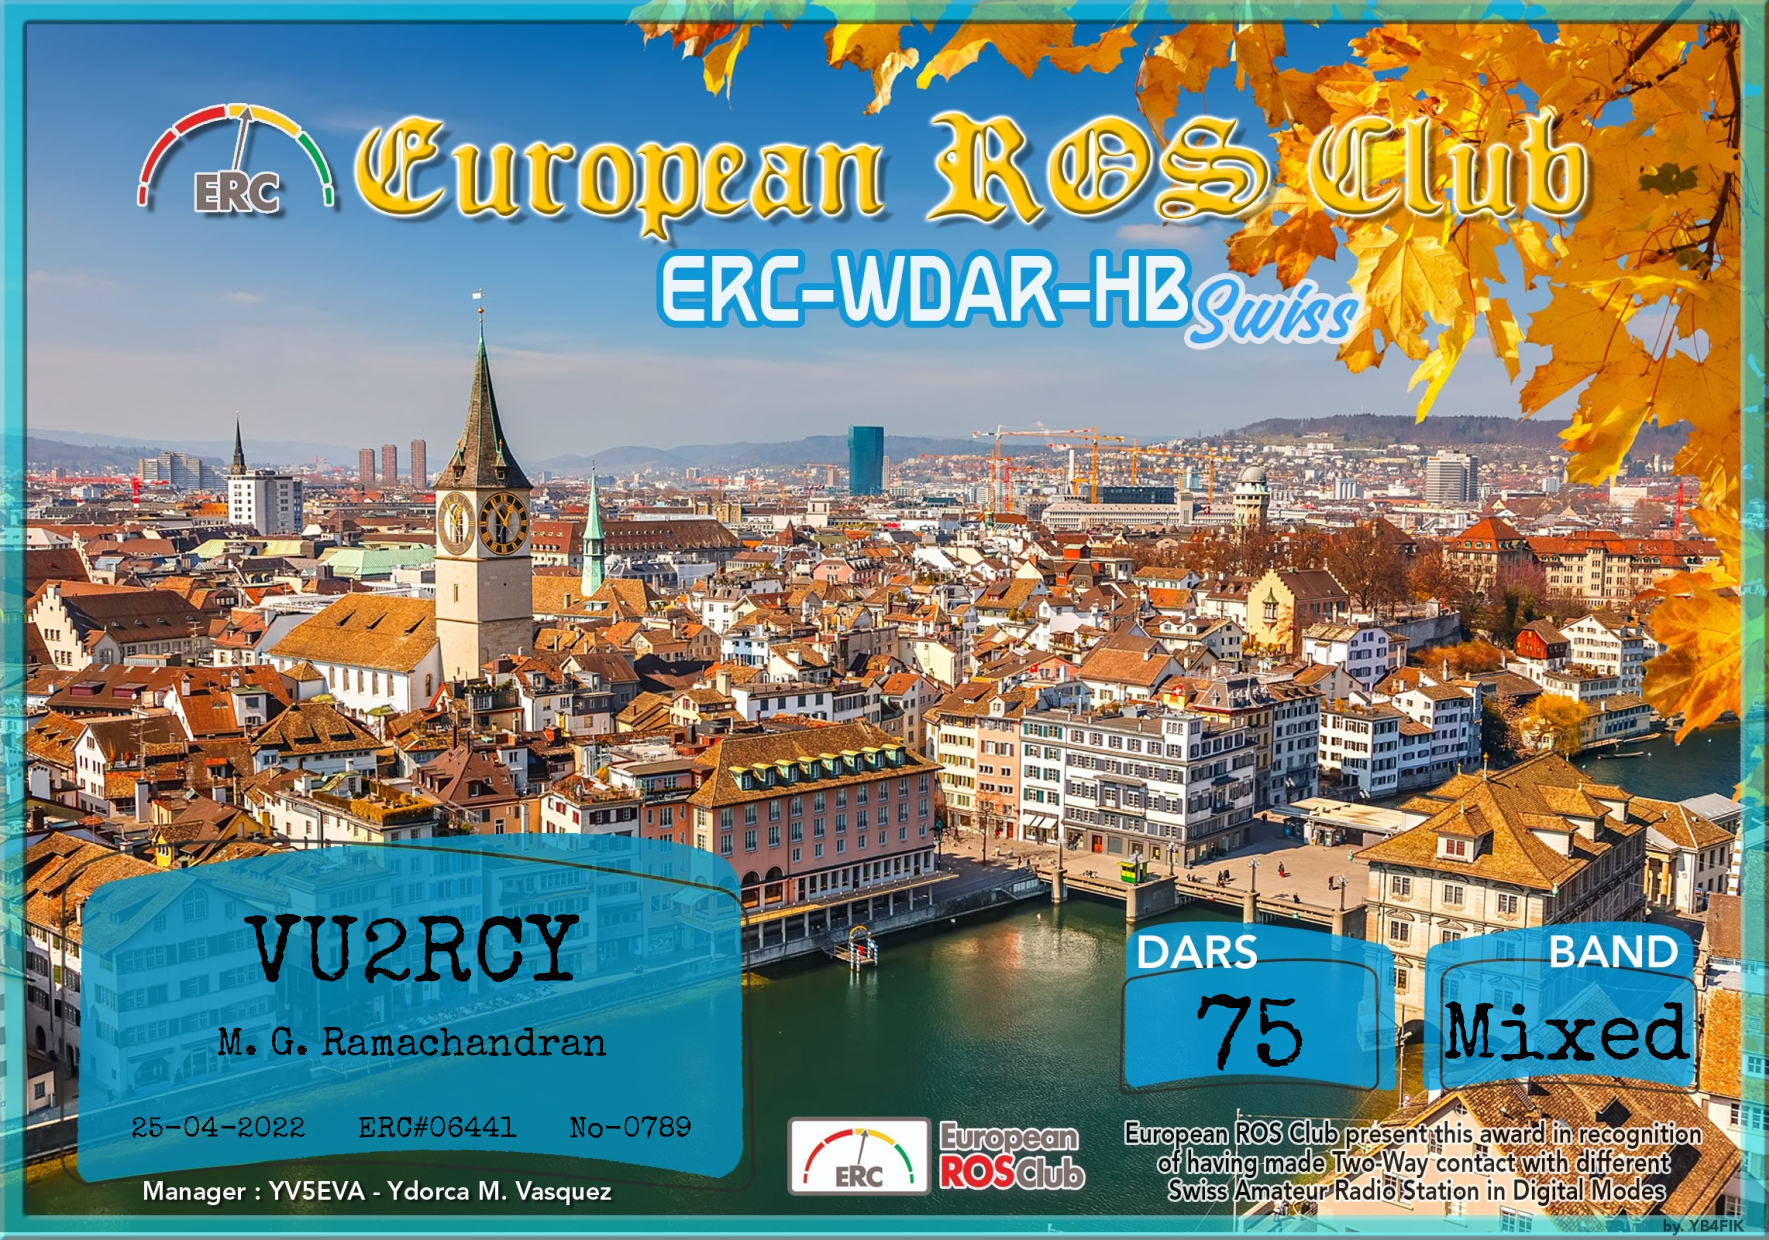 ERC
European ROS Club
ERC-WDAR-HB Swiss
VU2RCY
M. G. Ramachandran
25-04-2022 ERC#06441 No-0789
Manager : YV5EVA - Ydorca M. Vasquez
DARS
75
BAND
Mixed
ERC
European
ROSClub
European ROS Club present this award in recognition
of having made Two-Way contact with different
Swiss Amateur Radio Station in Digital Modes
by. YB4FIK